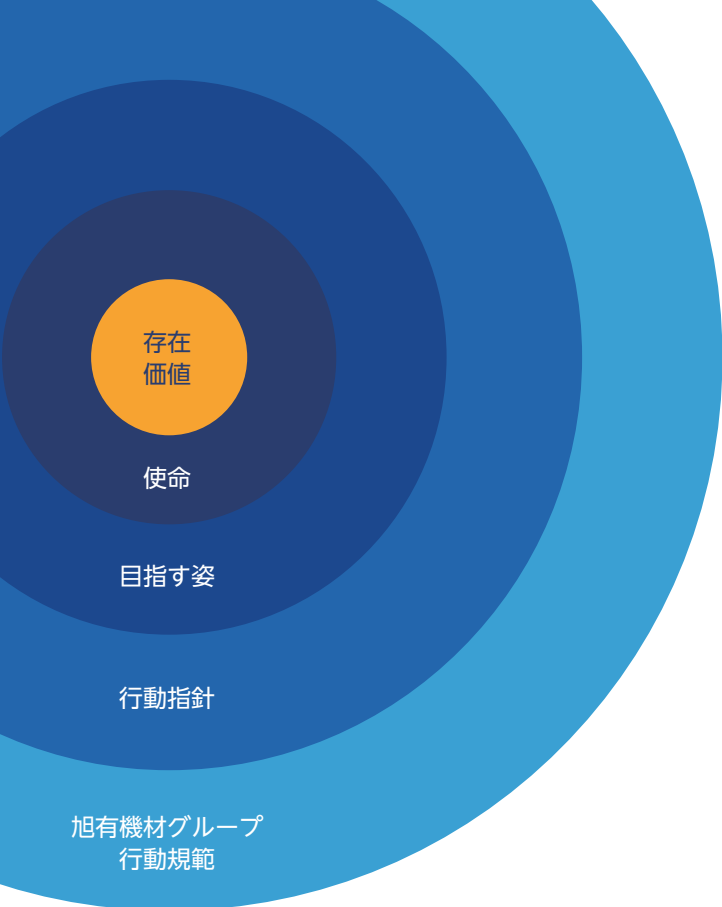 存在
価値
使命
目指す姿
行動指針
旭有機材グループ
行動規範